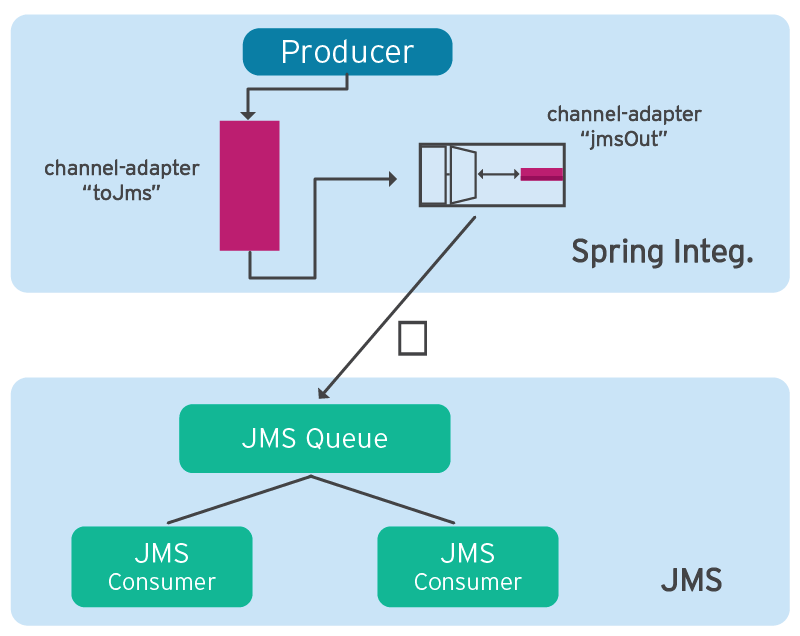 Producer
channel-adapter
“toJms”
channel-adapter
“jmsOut”
Spring Integ.
JMS Queue
JMS
Consumer
JMS
Consumer
JMS